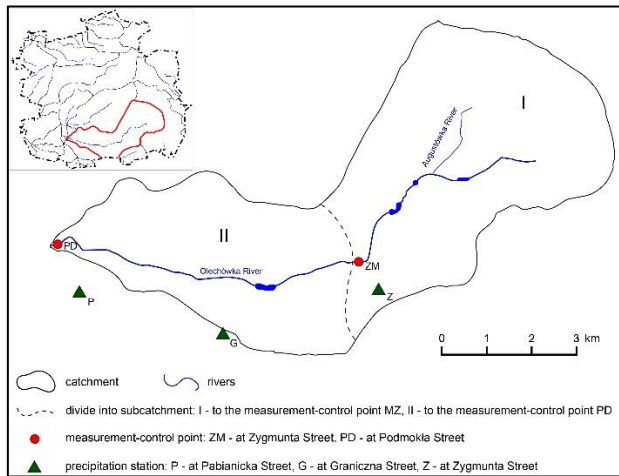 I
Augustówka River
II
PD
Olechówka River
ZM
P
Z
G
0 1 2 3 km
catchment rivers
divide into subcatchment: I - to the measurement-control point MZ, II - to the measurement-control point PD
measurement-control point: ZM - at Zygmunta Street, PD - at Podmokła Street
precipitation station: P - at Pabianicka Street, G - at Graniczna Street, Z - at Zygmunta Street